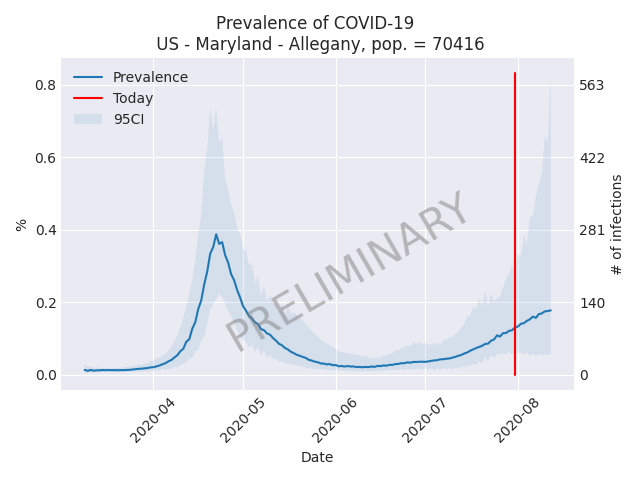 Prevalence of COVID-19
US - Maryland - Allegany, pop. = 70416
Prevalence
Today
95CI
0.8
0.6
0.4
0.2
0.0
%
563
422
281
140
0
# of infections
PRELIMINARY
2020-04
2020-05
2020-06
2020-07
2020-08
Date